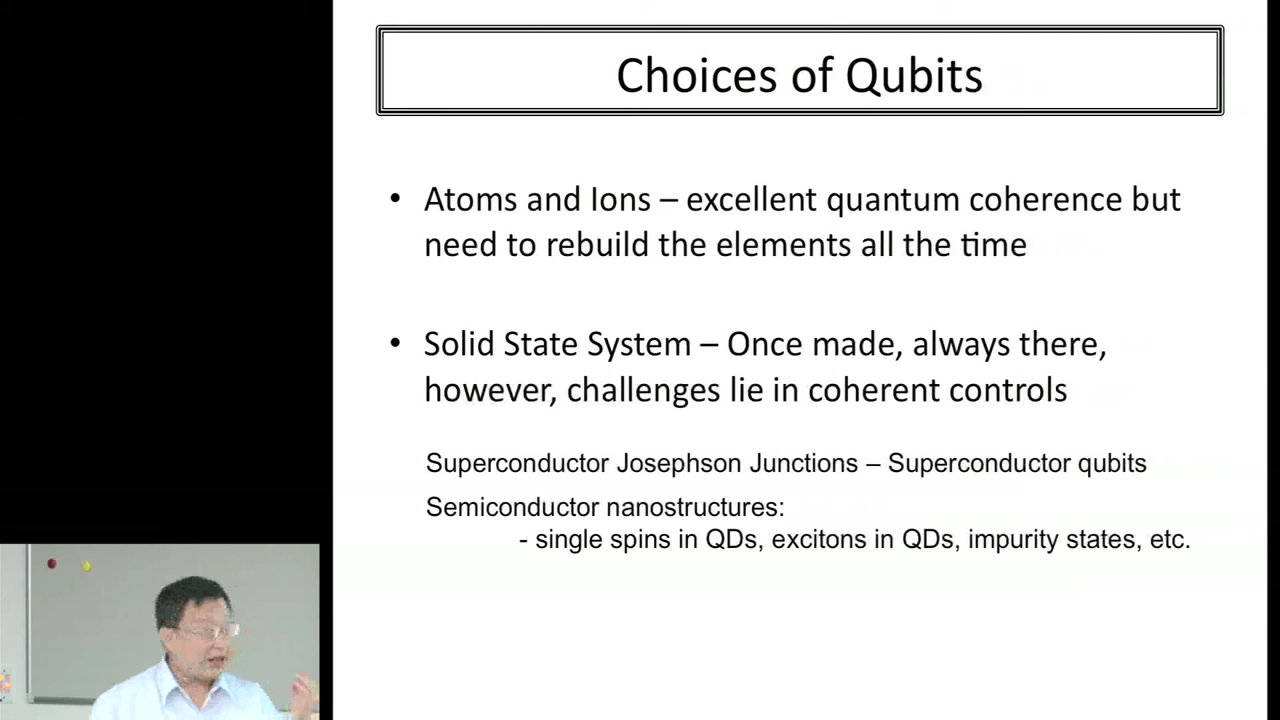 Choices of Qubits
• Atoms and Ions – excellent quantum coherence but
need to rebuild the elements all the time
• Solid State System – Once made, always there,
however, challenges lie in coherent controls
Superconductor Josephson Junctions – Superconductor qubits
Semiconductor nanostructures:
- single spins in QDs, excitons in QDs, impurity states, etc.